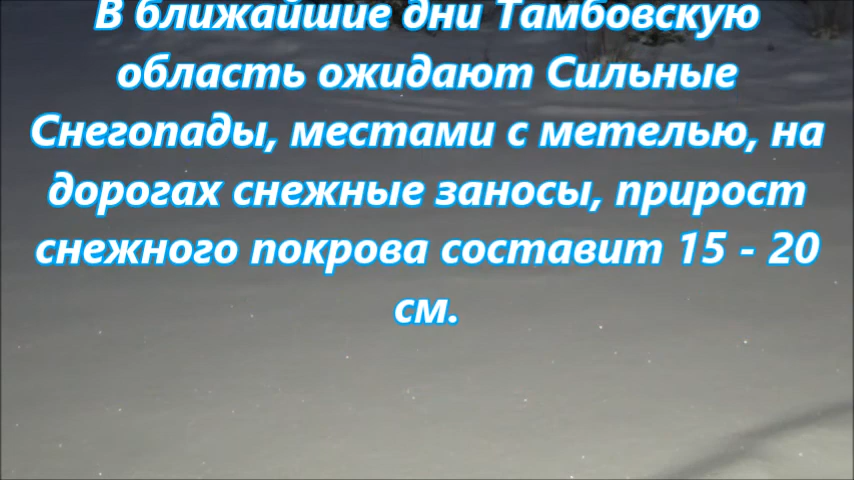 В ближайшие дни Тамбовскую
область ожидают Сильные
Снегопады, местами с метелью, на
дорогах снежные заносы, прирост
снежного покрова составит 15 - 20
см.